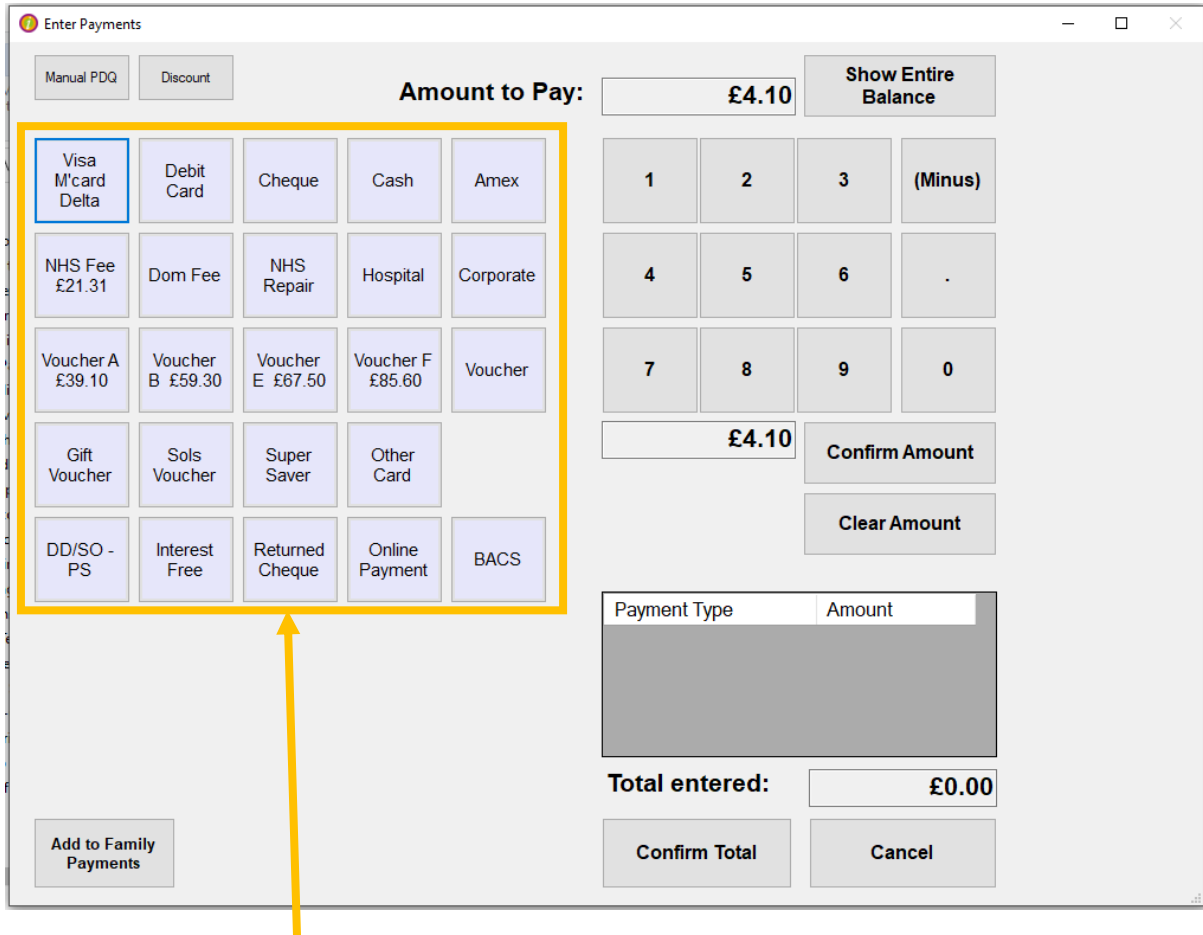 Enter Payments
Manual PDQ
Discount
Amount to Pay:
£4.10
Show Entire
Balance
Visa
M'card
Delta
Debit
Card
Cheque
Cash
Amex
1
2
3
(Minus)
NHS Fee
£21.31
Dom Fee
NHS
Repair
Hospital
Corporate
4
5
6
.
Voucher A
£39.10
Voucher
B £59.30
Voucher
E £67.50
Voucher F
£85.60
Voucher
7
8
9
0
Gift
Voucher
Sols
Voucher
Super
Saver
Other
Card
£4.10
Confirm Amount
Clear Amount
DD/SO -
PS
Interest
Free
Returned
Cheque
Online
Payment
BACS
Payment Type
Amount
Total entered:
£0.00
Add to Family
Payments
Confirm Total
Cancel